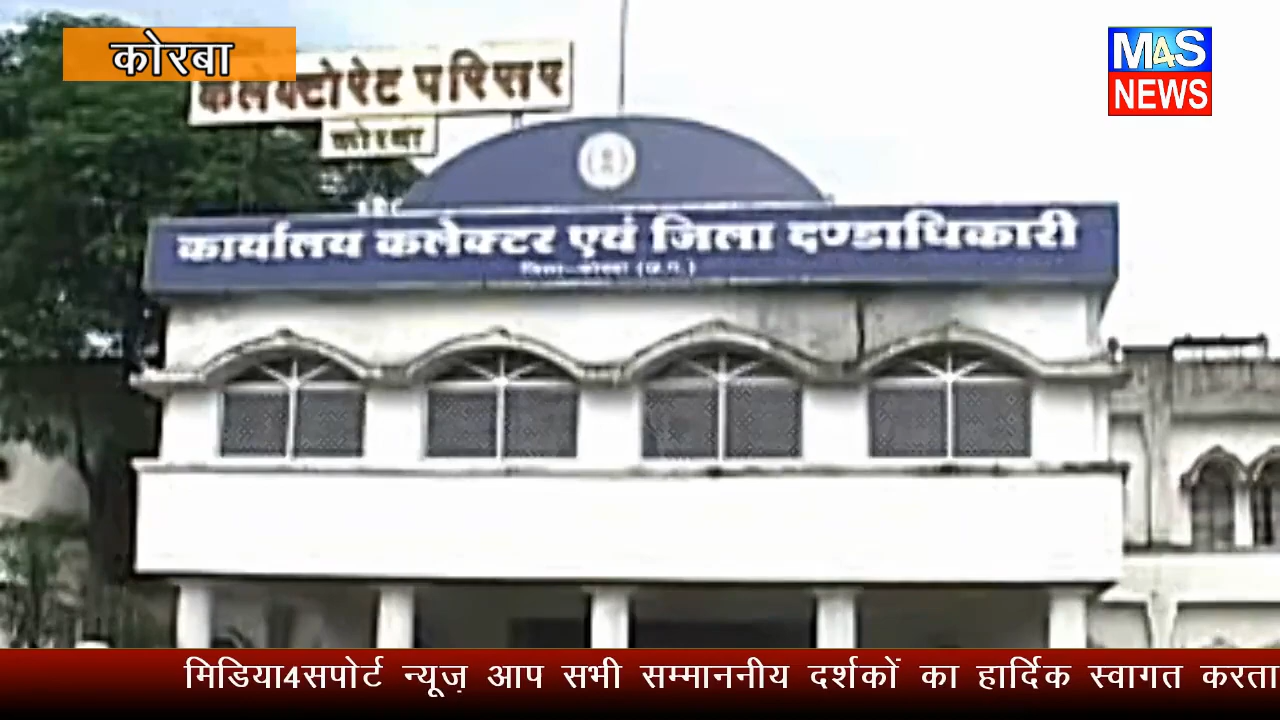 कोरबा
M4S
NEWS
कलेक्टोरेट परिसर
कोरबा
कार्यालय कलेक्टर एवं जिला दण्डाधिकारी
जिला-कोरबा (छ.ग.)
मिडिया4सपोर्ट न्यूज़ आप सभी सम्माननीय दर्शकों का हार्दिक स्वागत करता